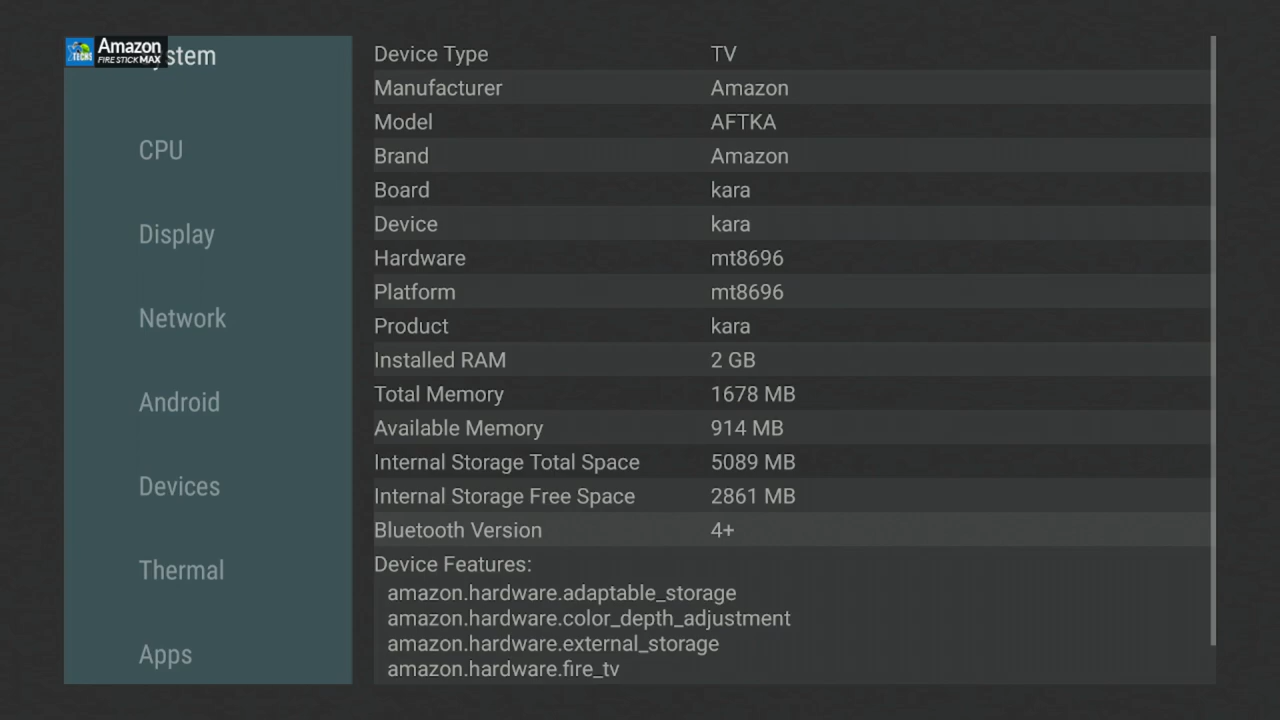 TECHS
Amazon
FIRE STICK MAX
ystem
CPU
Display
Network
Android
Devices
Thermal
Apps
Device Type TV
Manufacturer Amazon
Model AFTKA
Brand Amazon
Board kara
Device kara
Hardware mt8696
Platform mt8696
Product kara
Installed RAM 2 GB
Total Memory 1678 MB
Available Memory 914 MB
Internal Storage Total Space 5089 MB
Internal Storage Free Space 2861 MB
Bluetooth Version 4+
Device Features:
amazon.hardware.adaptable_storage
amazon.hardware.color_depth_adjustment
amazon.hardware.external_storage
amazon.hardware.fire_tv